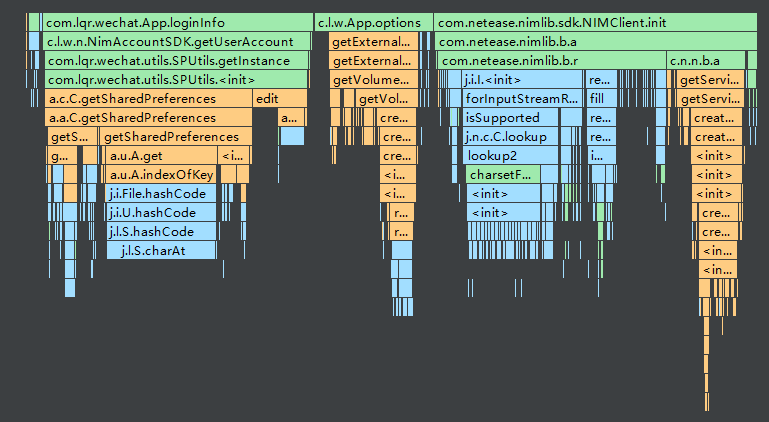 com.lqr.wechat.App.loginInfo c.l.w.App.options com.netease.nimlib.sdk.NIMClient.init
c.l.w.n.NimAccountSDK.getUserAccount getExternal... com.netease.nimlib.b.a
com.lqr.wechat.utils.SPUtils.getInstance getExternal... com.netease.nimlib.b.r c.n.n.b.a
com.lqr.wechat.utils.SPUtils.<init> getVolume... j.i.I.<init> re... getServi...
a.c.C.getSharedPreferences edit getVol... forInputStreamR... fill getServi...
a.a.C.getSharedPreferences a... cre... isSupported re... creat...
getS... getSharedPreferences cre... j.n.c.C.lookup re... creat...
g... a.u.A.get <i... cre... lookup2 i... <init>
a.u.A.indexOfKey <i... charsetF... <init>
j.i.File.hashCode <i... <init> <init>
j.i.U.hashCode r... <init> cre...
j.l.S.hashCode r... cre...
j.l.S.charAt <in...
<in...